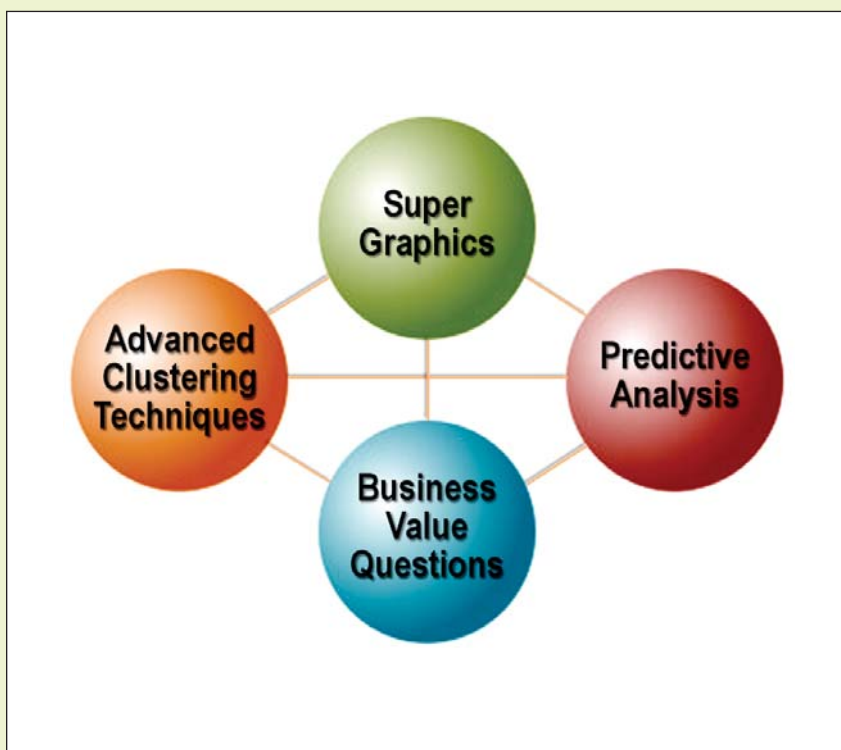 Super
Graphics
Advanced
Clustering
Techniques
Predictive
Analysis
Business
Value
Questions